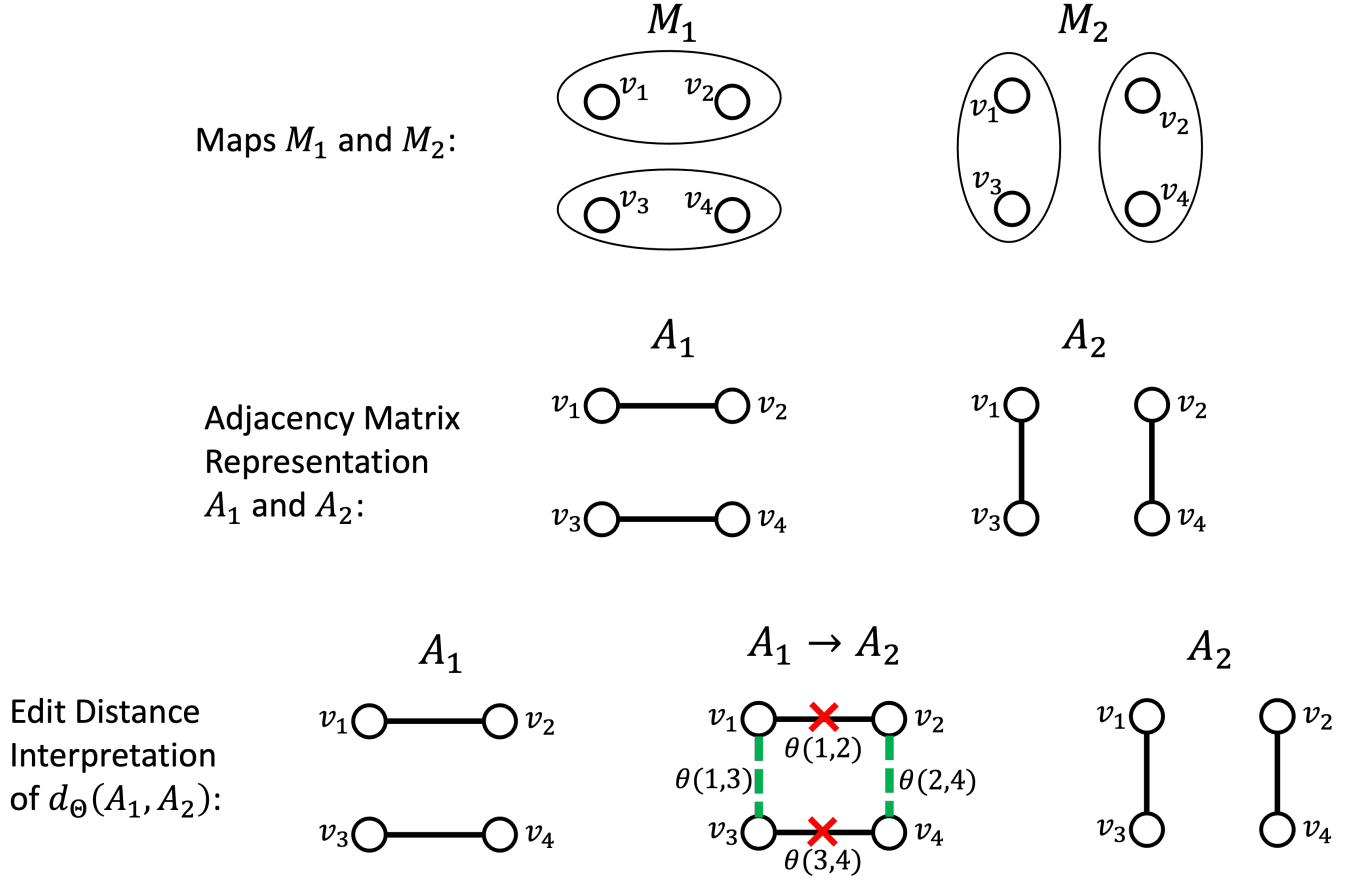 M₁ M₂
v₁ v₂ v₁ v₂
Maps M₁ and M₂:
v₃ v₄ v₃ v₄
A₁ A₂
v₁ v₂ v₁ v₂
Adjacency Matrix
Representation
A₁ and A₂:
v₃ v₄ v₃ v₄
A₁ A₁ → A₂ A₂
Edit Distance
Interpretation
of d_Θ(A₁, A₂):
v₁ v₂ v₁ v₂ v₁ v₂
θ(1,2)
θ(1,3) θ(2,4)
v₃ v₄ v₃ v₄ v₃ v₄
θ(3,4)